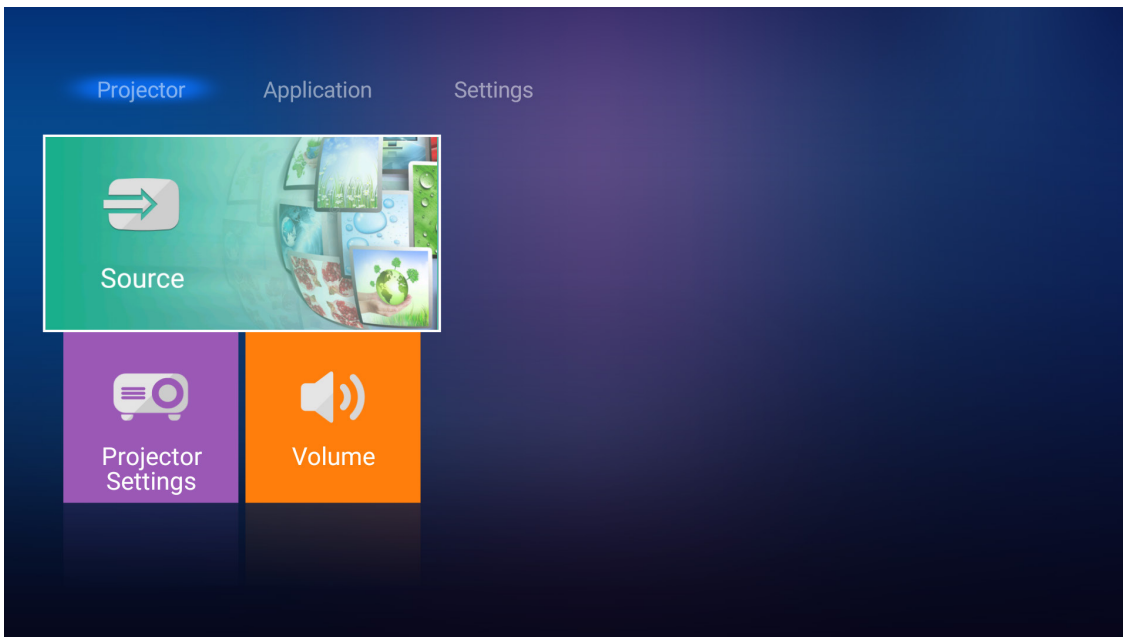 Projector Application Settings
Source
Projector
Settings
Volume